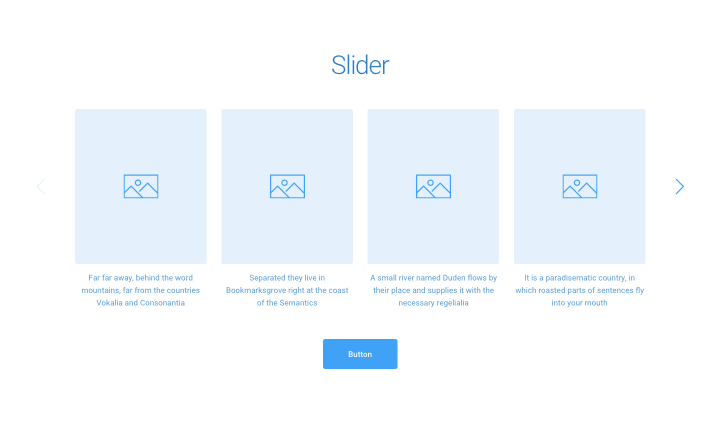 Slider
Far far away, behind the word
mountains, far from the countries
Vokalia and Consonantia
Separated they live in
Bookmarksgrove right at the coast
of the Semantics
A small river named Duden flows by
their place and supplies it with the
necessary regelialia
It is a paradisematic country, in
which roasted parts of sentences fly
into your mouth
Button